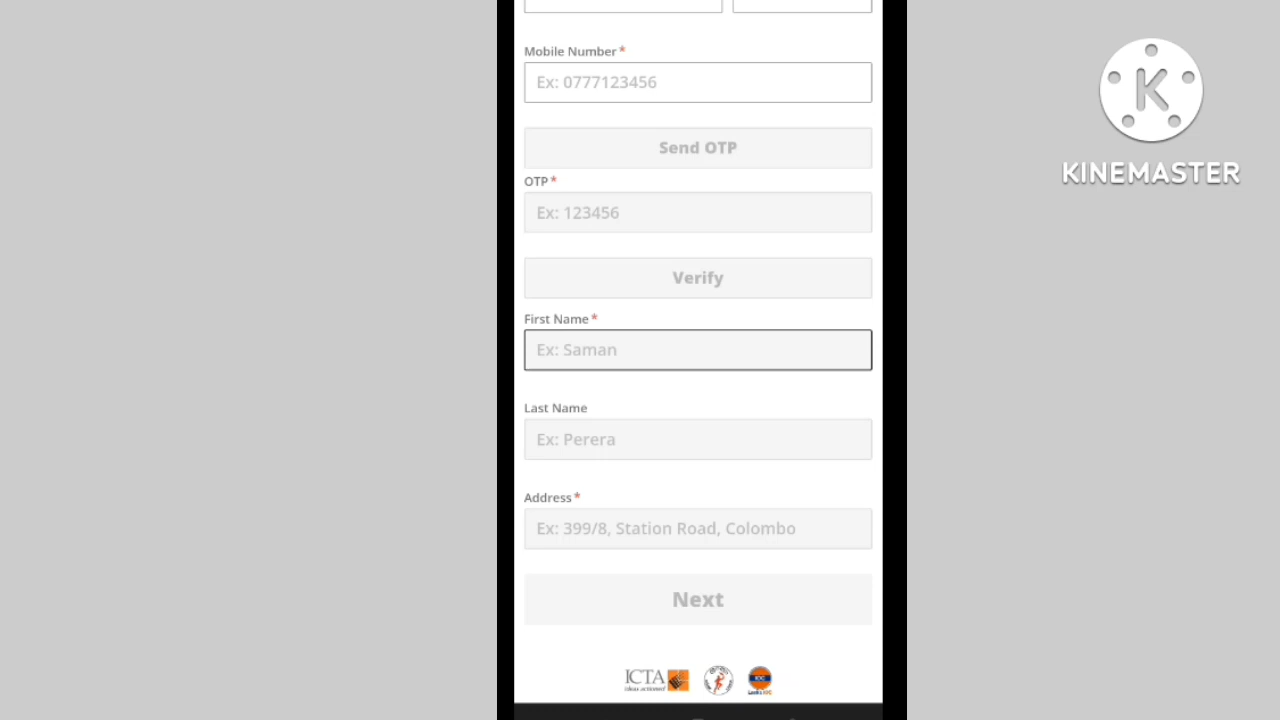 Mobile Number*
Ex: 0777123456
Send OTP
OTP*
Ex: 123456
Verify
First Name*
Ex: Saman
Last Name
Ex: Perera
Address*
Ex: 399/8, Station Road, Colombo
Next
ICTA
IOC
KINEMASTER